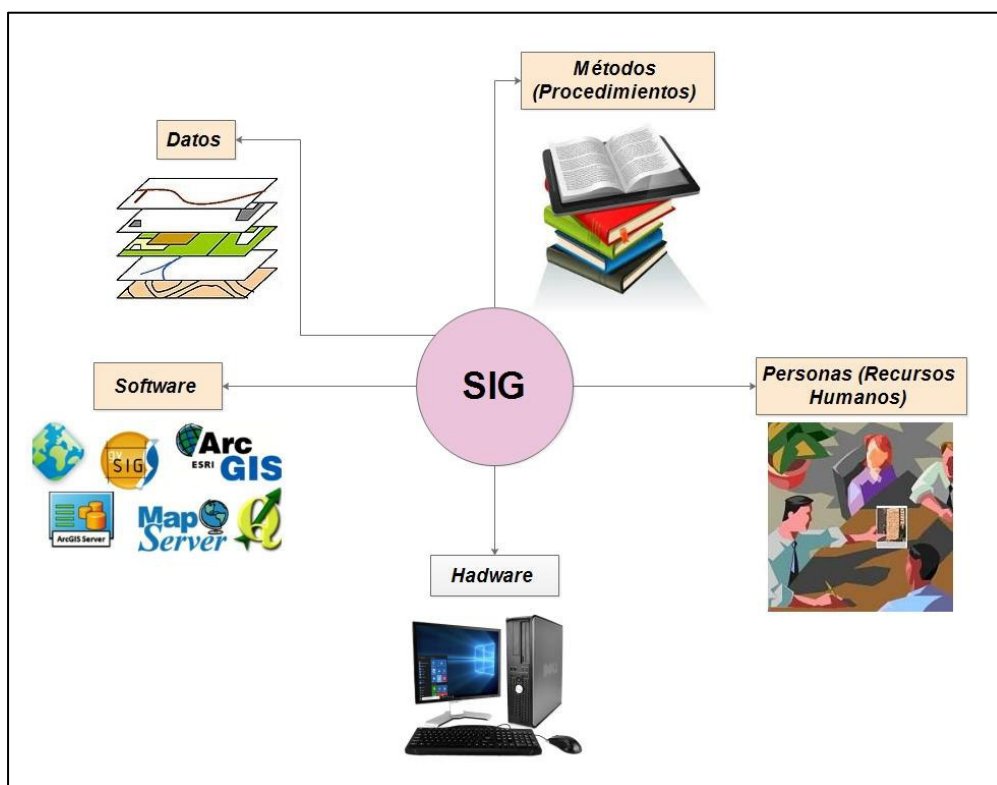 Métodos
(Procedimientos)
Datos
SIG
Software
Personas (Recursos
Humanos)
gv
SIG
Arc
ESRI GIS
ArcGIS Server
Map
Server
Hadware